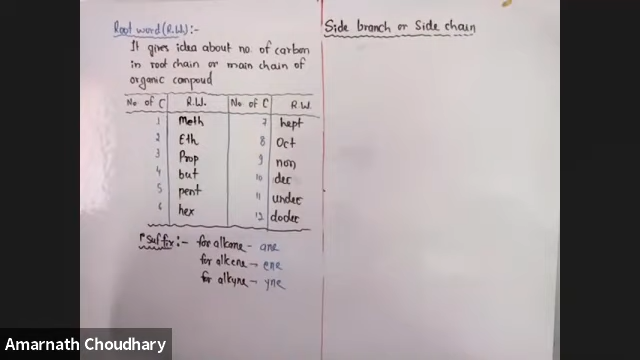 Root word (R.W.) :-
It gives idea about no. of carbon
in root chain or main chain of
organic compoud
No of C R.W. No of C R.W.
1 Meth 7 hept
2 Eth 8 Oct
3 Prop 9 non
4 but 10 dec
5 pent 11 undec
6 hex 12 dodec
1° suffix :- for alkane - ane
for alkene → ene
for alkyne → yne
Side branch or Side chain
Amarnath Choudhary